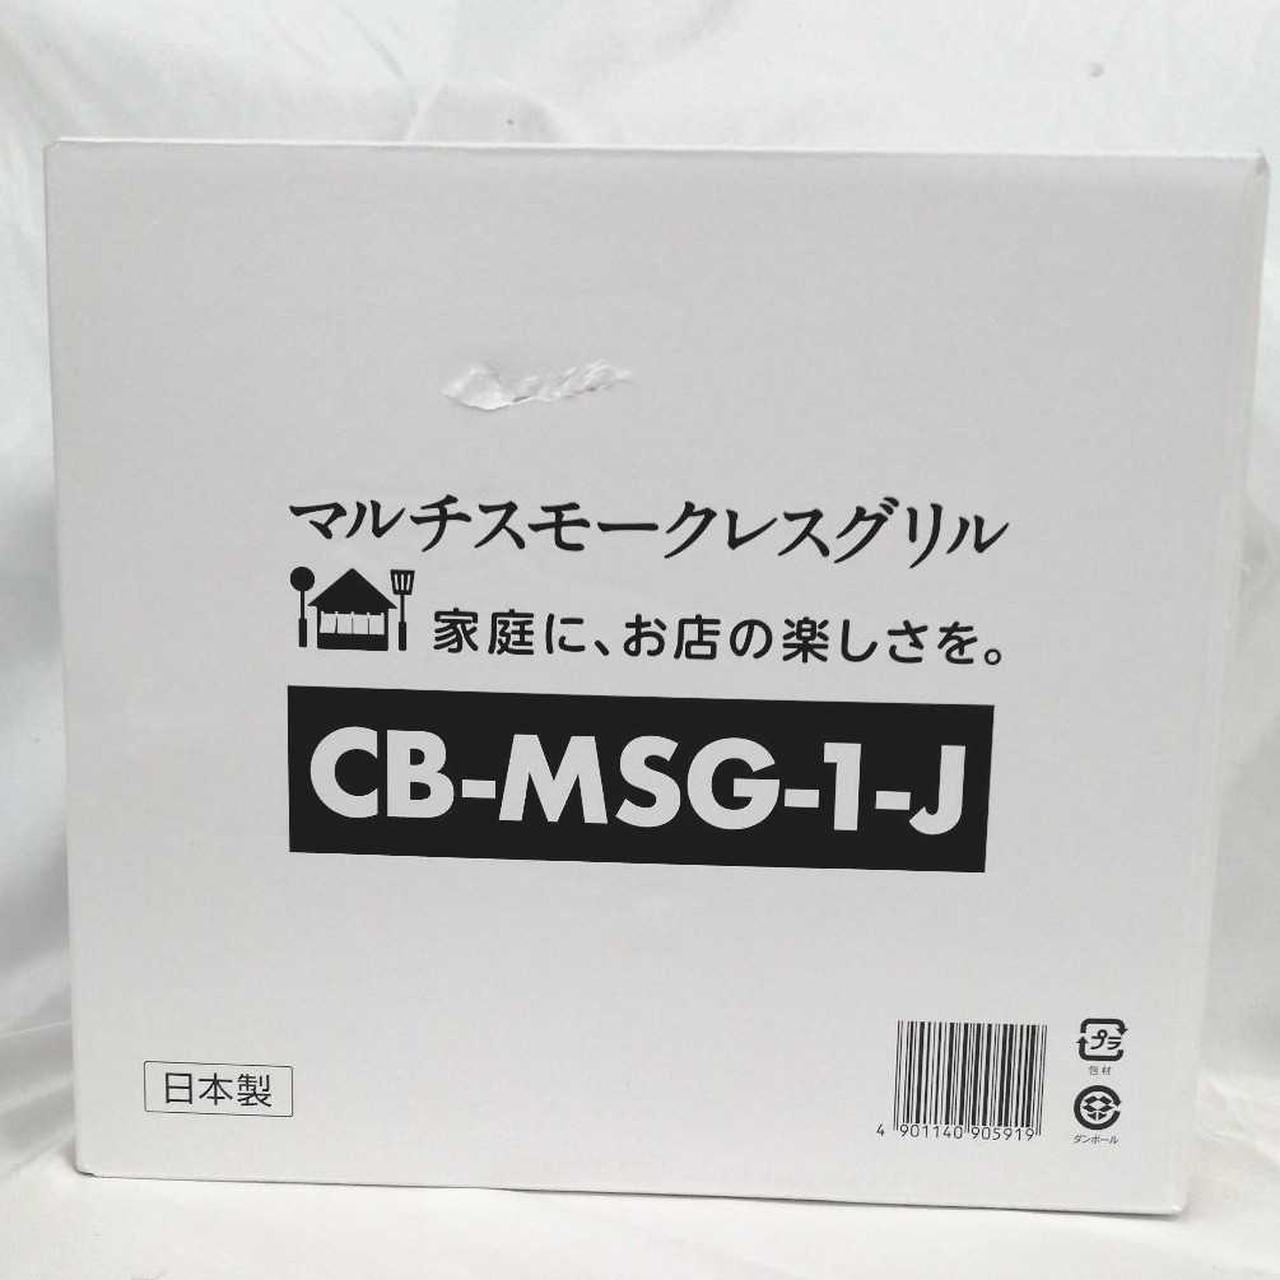 マルチスモークレスグリル
家庭に、お店の楽しさを。
CB-MSG-1-J
日本製
4 901140 905919
プラ
包材
ダンボール